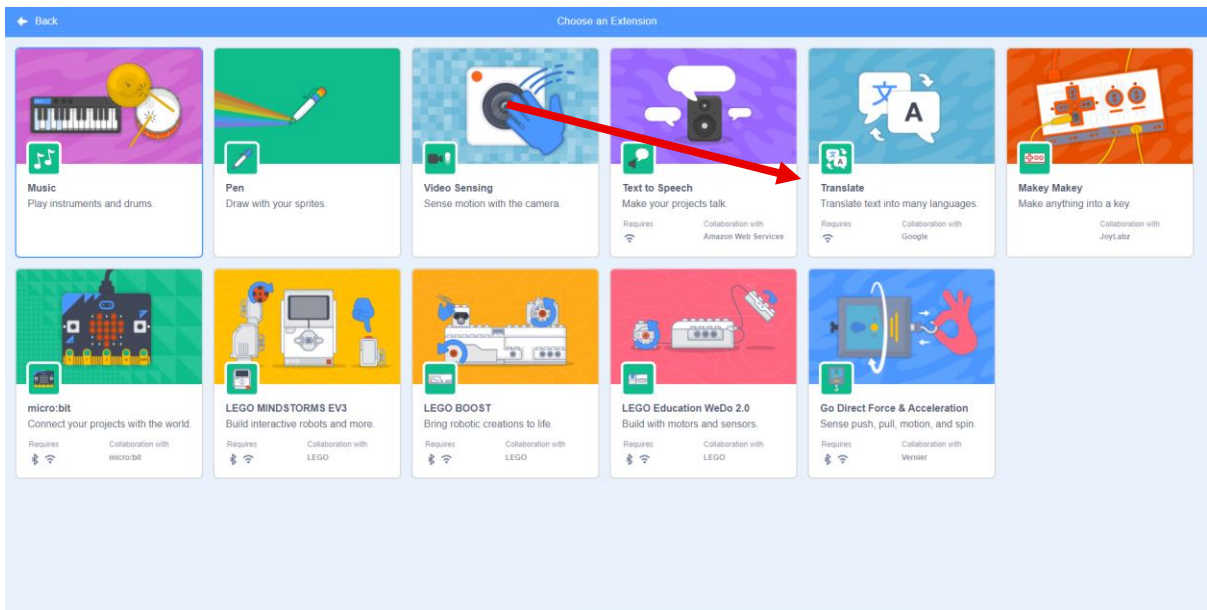 Back
Choose an Extension
Music
Play instruments and drums.
Pen
Draw with your sprites.
Video Sensing
Sense motion with the camera.
Text to Speech
Make your projects talk.
Requires
Collaboration with
Amazon Web Services
文 A
Translate
Translate text into many languages.
Requires
Collaboration with
Google
Makey Makey
Make anything into a key.
Collaboration with
JoyLabz
micro:bit
Connect your projects with the world.
Requires
Collaboration with
micro:bit
LEGO MINDSTORMS EV3
Build interactive robots and more.
Requires
Collaboration with
LEGO
LEGO BOOST
Bring robotic creations to life.
Requires
Collaboration with
LEGO
LEGO Education WeDo 2.0
Build with motors and sensors.
Requires
Collaboration with
LEGO
Go Direct Force & Acceleration
Sense push, pull, motion, and spin.
Requires
Collaboration with
Vernier